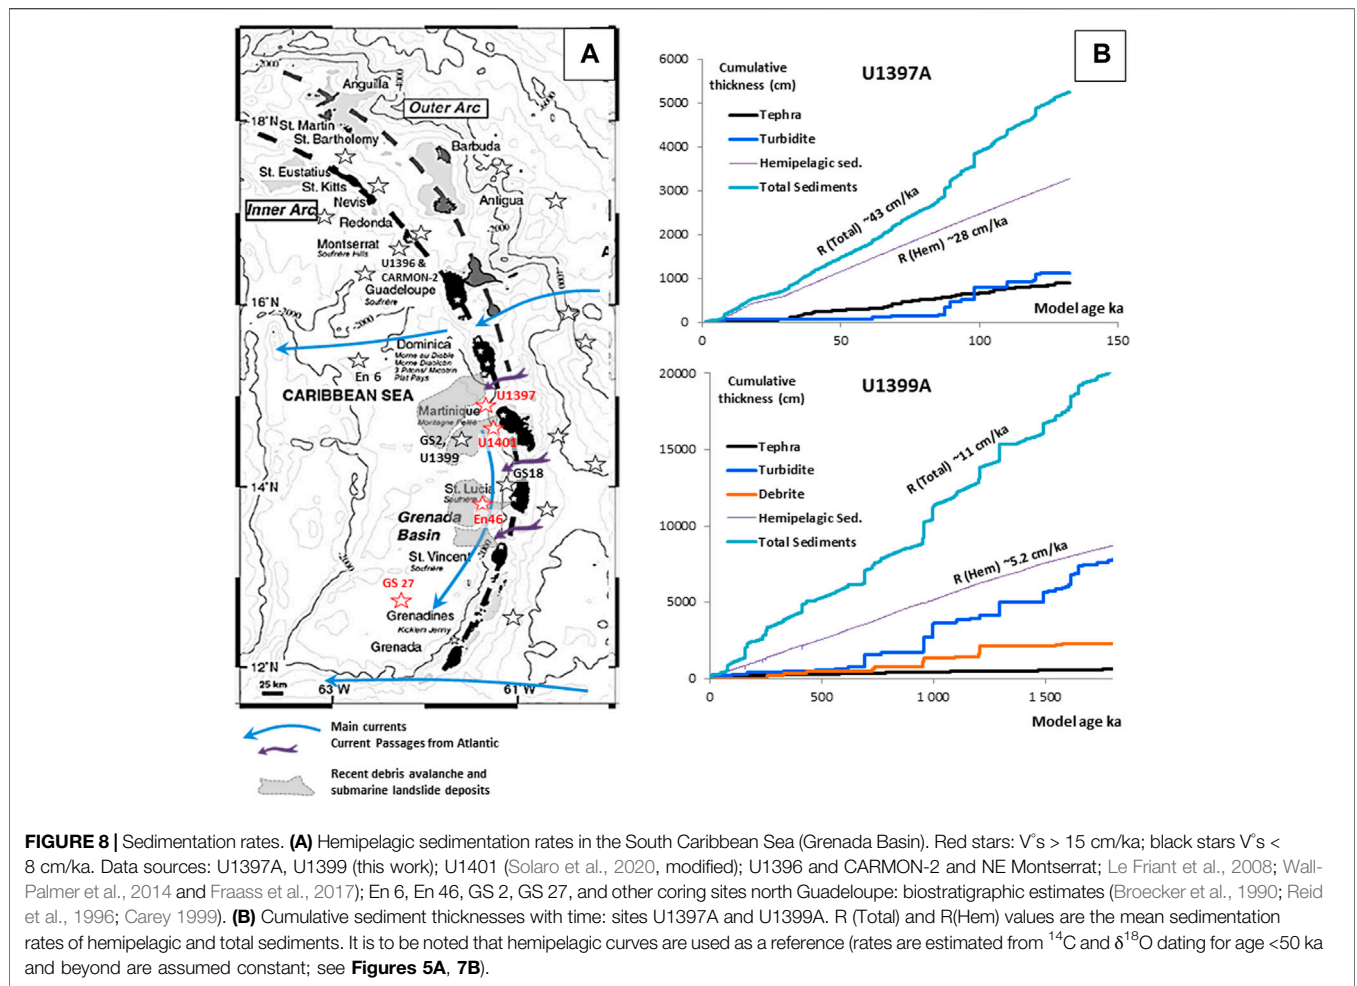 A
-2000
-4000
Anguilla
Outer Arc
18°N
St. Martin
St. Bartholomy
Barbuda
St. Eustatius
St. Kitts
Nevis
Antigua
Inner Arc
Redonda
-2000
Montserrat
Soufrière Hills
U1396 &
CARMON-2
Guadeloupe
Soufrière
16°N
-2000
-2000
Dominica
Morne au Diable
Morne Diablotin
3 Pitons/ Micotrin
Plat Pays
En 6
CARIBBEAN SEA
U1397
Martinique
Montagne Pelée
GS2,
U1399
U1401
GS18
14°N
St. Lucia
Soufrière
En46
Grenada
Basin
-2000
St. Vincent
Soufrière
-2000
GS 27
Grenadines
Kick'em Jenny
Grenada
12°N
25 km
63 W
61 W
Main currents
Current Passages from Atlantic
Recent debris avalanche and
submarine landslide deposits
B
6000
5000
4000
3000
2000
1000
0
Cumulative
thickness (cm)
U1397A
Tephra
Turbidite
Hemipelagic sed.
Total Sediments
R (Total) ~43 cm/ka
R (Hem) ~28 cm/ka
Model age ka
0
50
100
150
20000
15000
10000
5000
0
Cumulative
thickness (cm)
U1399A
Tephra
Turbidite
Debrite
Hemipelagic Sed.
Total Sediments
R (Total) ~11 cm/ka
R (Hem) ~5.2 cm/ka
0
500
1 000
1 500
Model age ka
FIGURE 8 | Sedimentation rates. (A) Hemipelagic sedimentation rates in the South Caribbean Sea (Grenada Basin). Red stars: V°s > 15 cm/ka; black stars V°s <
8 cm/ka. Data sources: U1397A, U1399 (this work); U1401 (Solaro et al., 2020, modified); U1396 and CARMON-2 and NE Montserrat; Le Friant et al., 2008; Wall-
Palmer et al., 2014 and Fraass et al., 2017); En 6, En 46, GS 2, GS 27, and other coring sites north Guadeloupe: biostratigraphic estimates (Broecker et al., 1990; Reid
et al., 1996; Carey 1999). (B) Cumulative sediment thicknesses with time: sites U1397A and U1399A. R (Total) and R(Hem) values are the mean sedimentation
rates of hemipelagic and total sediments. It is to be noted that hemipelagic curves are used as a reference (rates are estimated from ¹⁴C and δ¹⁸O dating for age <50 ka
and beyond are assumed constant; see Figures 5A, 7B).